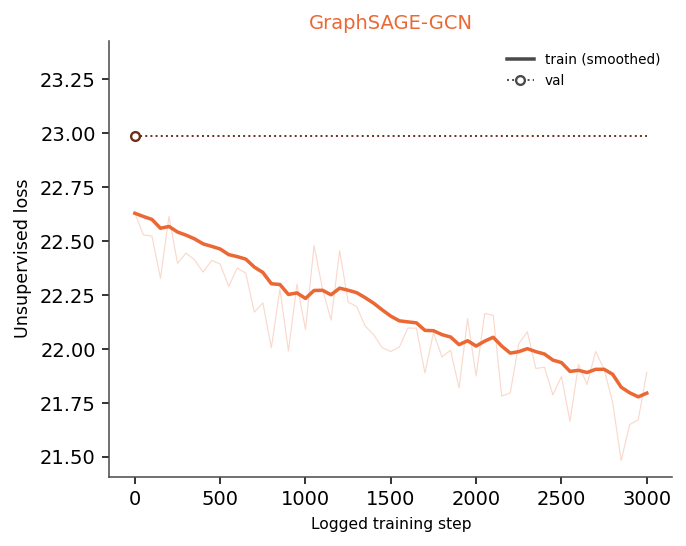 GraphSAGE-GCN
train (smoothed)
val
Unsupervised loss
23.25
23.00
22.75
22.50
22.25
22.00
21.75
21.50
0 500 1000 1500 2000 2500 3000
Logged training step